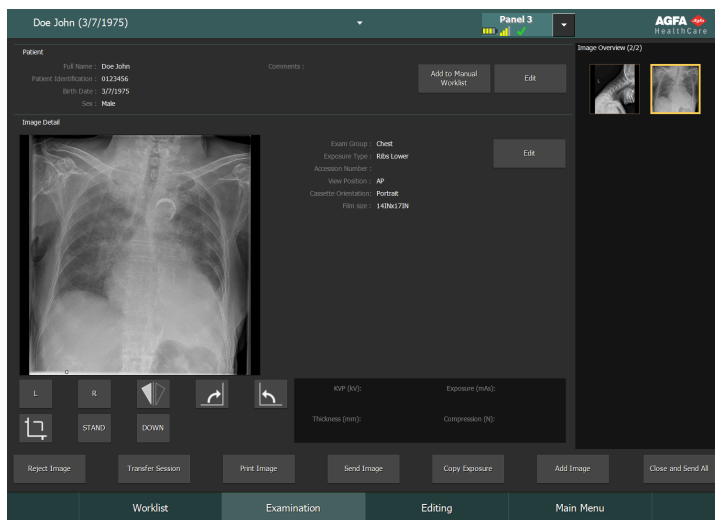 Doe John (3/7/1975)
Panel 3
AGFA
HealthCare
Patient
Full Name : Doe John
Patient Identification : 0123456
Birth Date : 3/7/1975
Sex : Male
Comments :
Add to Manual
Worklist
Edit
Image Overview (2/2)
Image Detail
Exam Group : Chest
Exposure Type : Ribs Lower
Accession Number :
View Position : AP
Cassette Orientation: Portrait
Film size : 14INx17IN
Edit
L
R
STAND
DOWN
KVP (kV):
Exposure (mAs):
Thickness (mm):
Compression (N):
Reject Image
Transfer Session
Print Image
Send Image
Copy Exposure
Add Image
Close and Send All
Worklist
Examination
Editing
Main Menu